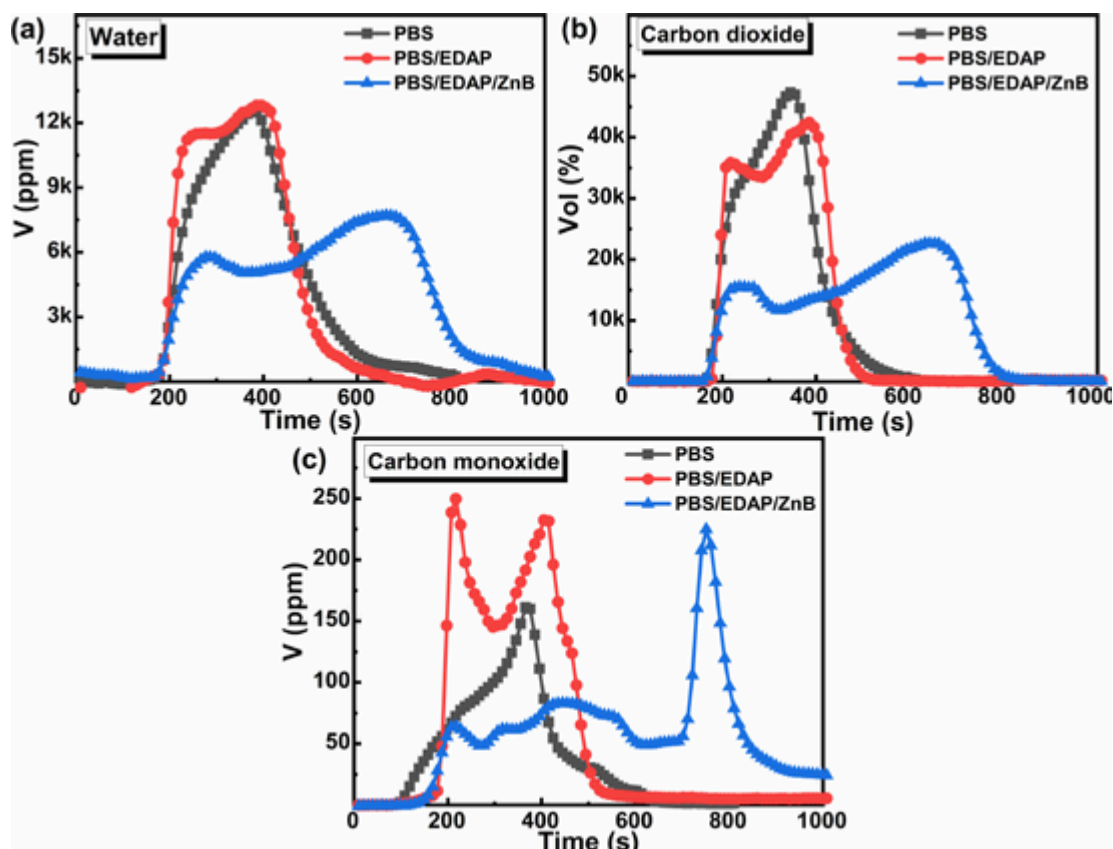 (a)
Water
PBS
PBS/EDAP
PBS/EDAP/ZnB
V (ppm)
15k
12k
9k
6k
3k
0 200 400 600 800 1000
Time (s)
(b)
Carbon dioxide
PBS
PBS/EDAP
PBS/EDAP/ZnB
Vol (%)
50k
40k
30k
20k
10k
0 200 400 600 800 1000
Time (s)
(c)
Carbon monoxide
PBS
PBS/EDAP
PBS/EDAP/ZnB
V (ppm)
250
200
150
100
50
0 200 400 600 800 1000
Time (s)